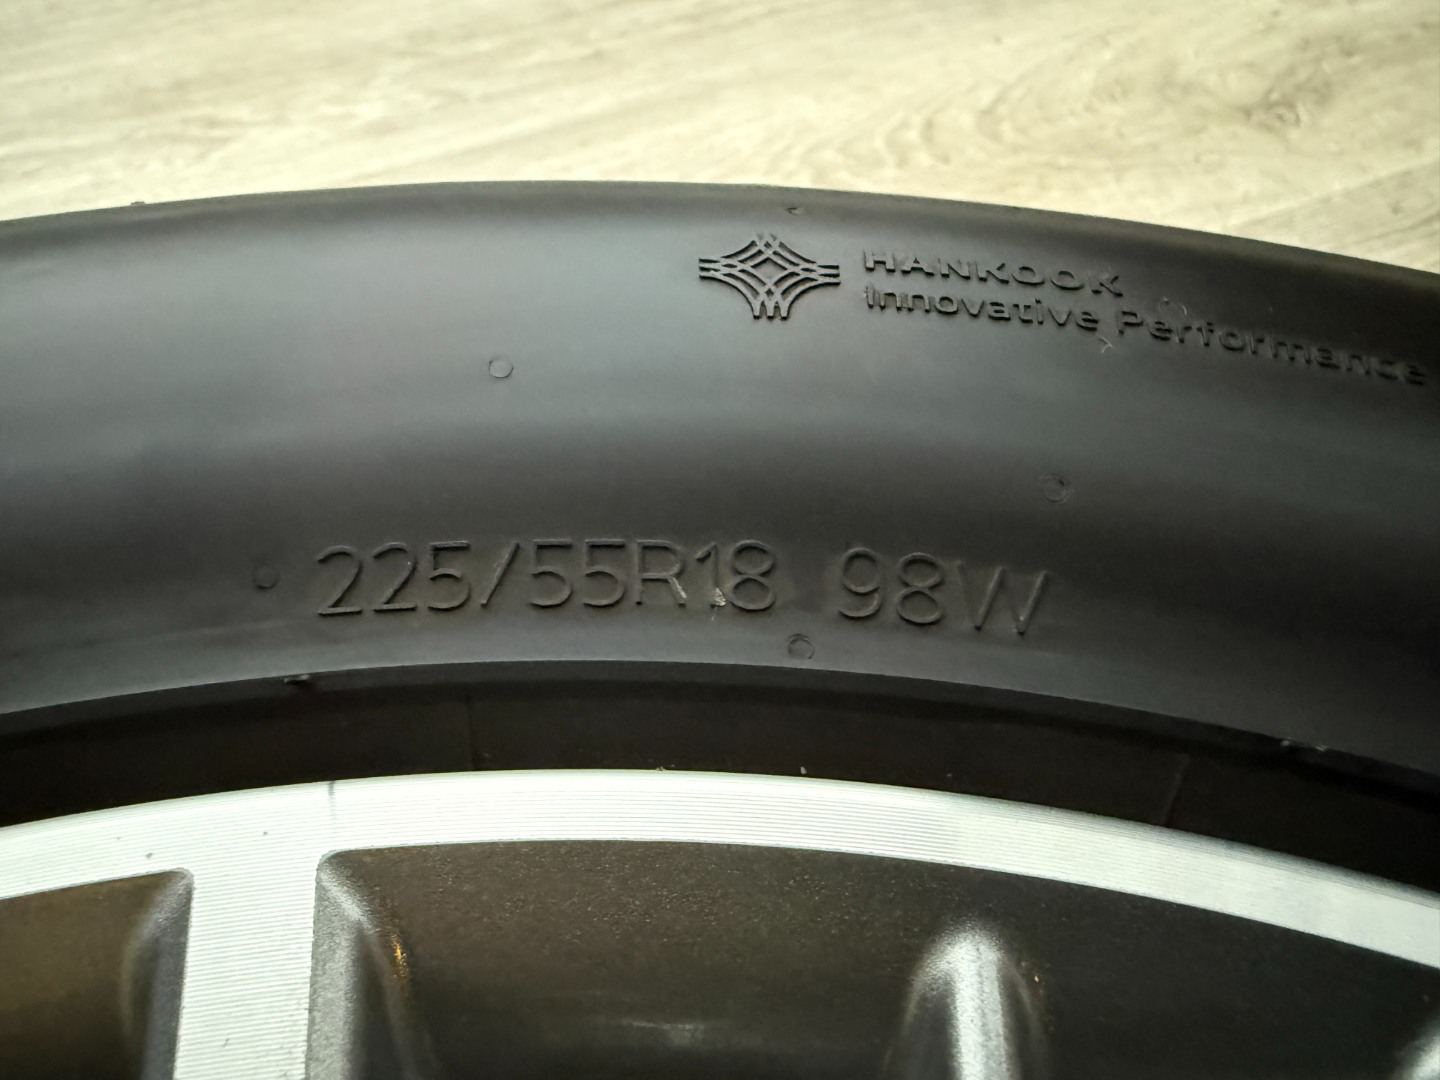 HANKOOK
Innovative Performance
225/55R18 98W